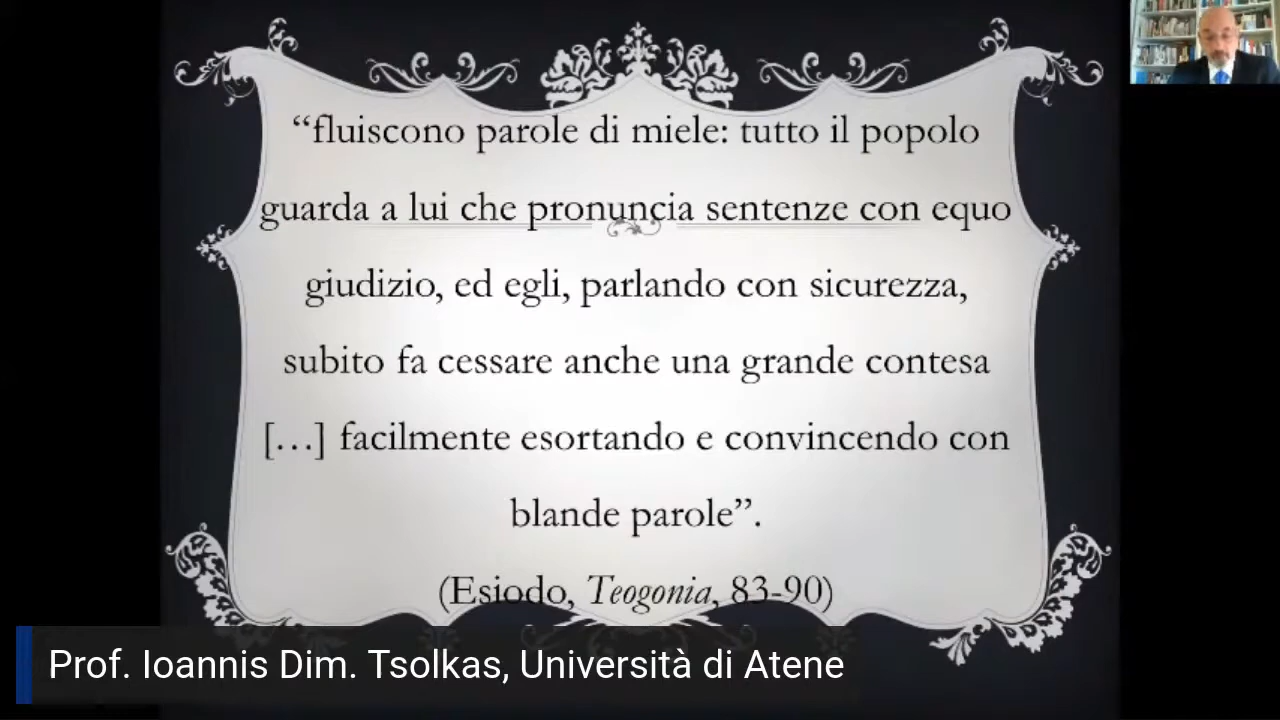 “fluiscono parole di miele: tutto il popolo
guarda a lui che pronuncia sentenze con equo
giudizio, ed egli, parlando con sicurezza,
subito fa cessare anche una grande contesa
[…] facilmente esortando e convincendo con
blande parole”.
(Esiodo, Teogonia, 83-90)
Prof. Ioannis Dim. Tsolkas, Università di Atene